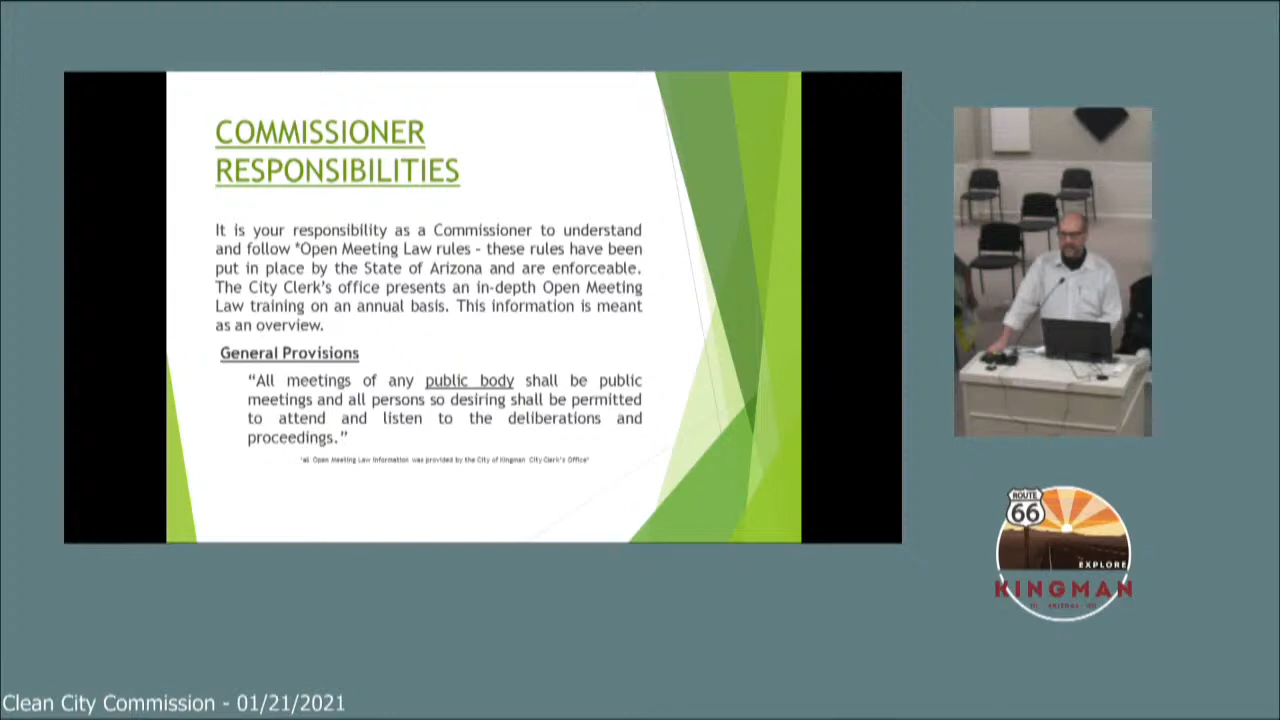 COMMISSIONER
RESPONSIBILITIES
It is your responsibility as a Commissioner to understand
and follow *Open Meeting Law rules – these rules have been
put in place by the State of Arizona and are enforceable.
The City Clerk's office presents an in-depth Open Meeting
Law training on an annual basis. This information is meant
as an overview.
General Provisions
“All meetings of any public body shall be public
meetings and all persons so desiring shall be permitted
to attend and listen to the deliberations and
proceedings.”
*all Open Meeting Law information was provided by the City of Kingman City Clerk's Office*
ROUTE
66
EXPLORE
KINGMAN
ARIZONA
Clean City Commission - 01/21/2021